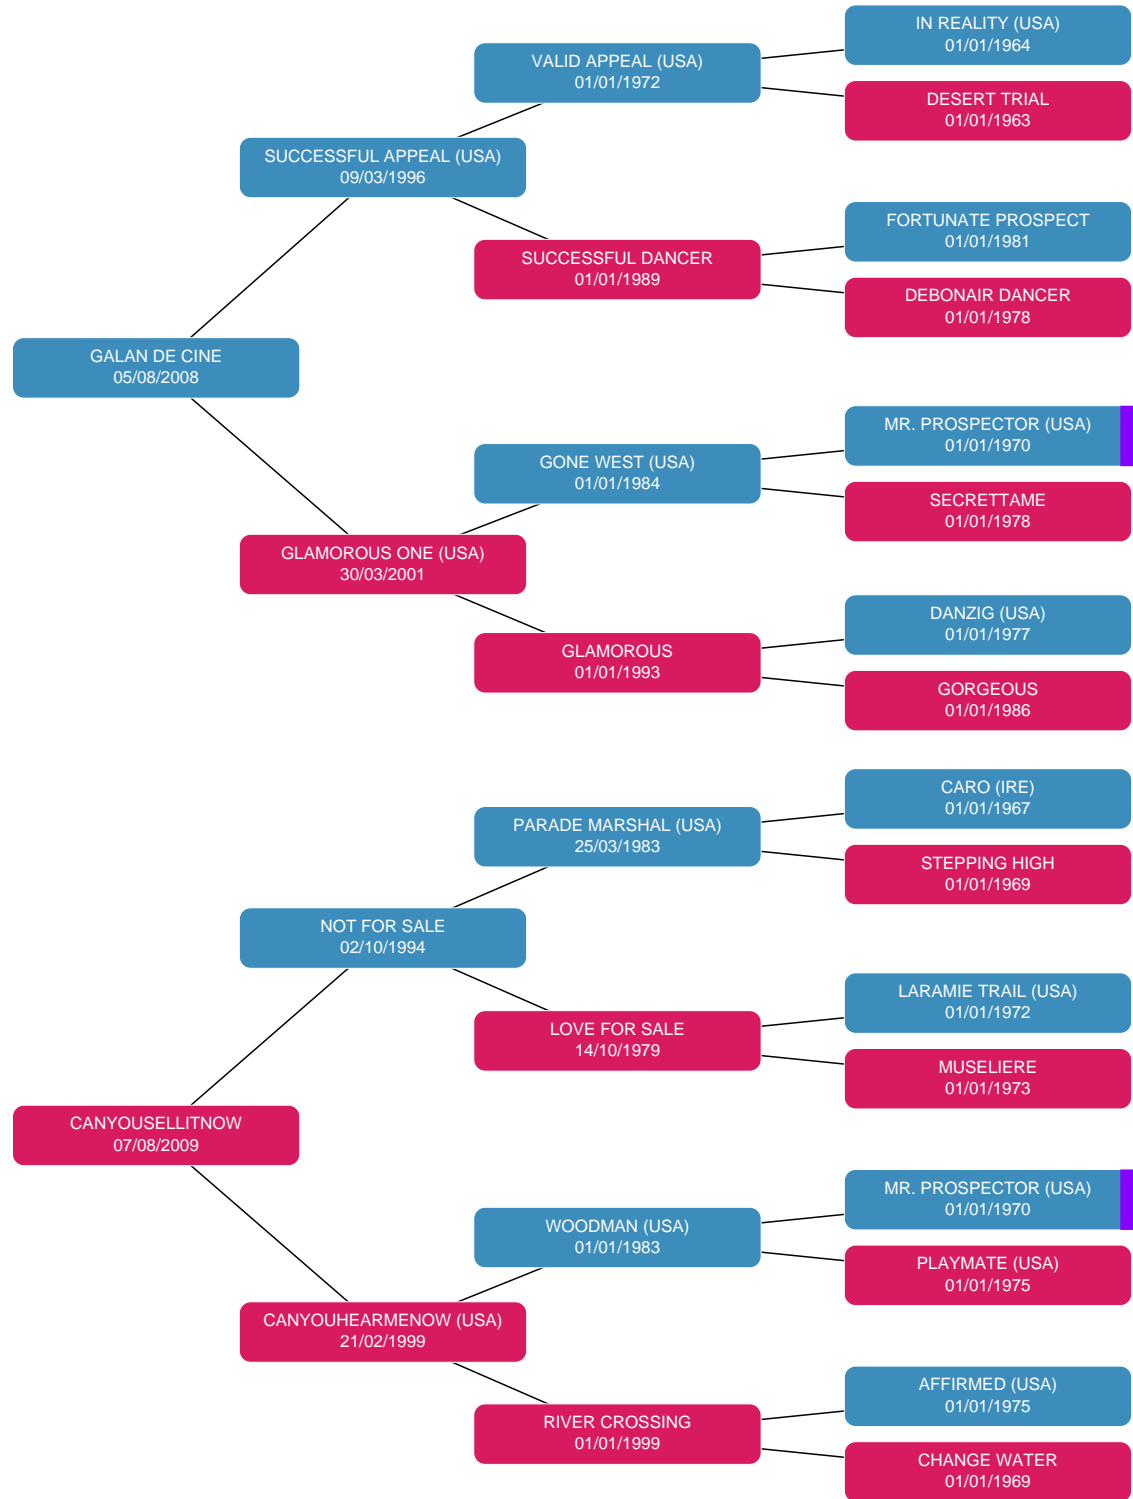 IN REALITY (USA)
01/01/1964
VALID APPEAL (USA)
01/01/1972
DESERT TRIAL
01/01/1963
SUCCESSFUL APPEAL (USA)
09/03/1996
FORTUNATE PROSPECT
01/01/1981
SUCCESSFUL DANCER
01/01/1989
DEBONAIR DANCER
01/01/1978
GALAN DE CINE
05/08/2008
MR. PROSPECTOR (USA)
01/01/1970
GONE WEST (USA)
01/01/1984
SECRETTAME
01/01/1978
GLAMOROUS ONE (USA)
30/03/2001
DANZIG (USA)
01/01/1977
GLAMOROUS
01/01/1993
GORGEOUS
01/01/1986
CARO (IRE)
01/01/1967
PARADE MARSHAL (USA)
25/03/1983
STEPPING HIGH
01/01/1969
NOT FOR SALE
02/10/1994
LARAMIE TRAIL (USA)
01/01/1972
LOVE FOR SALE
14/10/1979
MUSELIERE
01/01/1973
CANYOUSELLITNOW
07/08/2009
MR. PROSPECTOR (USA)
01/01/1970
WOODMAN (USA)
01/01/1983
PLAYMATE (USA)
01/01/1975
CANYOUHEARMENOW (USA)
21/02/1999
AFFIRMED (USA)
01/01/1975
RIVER CROSSING
01/01/1999
CHANGE WATER
01/01/1969